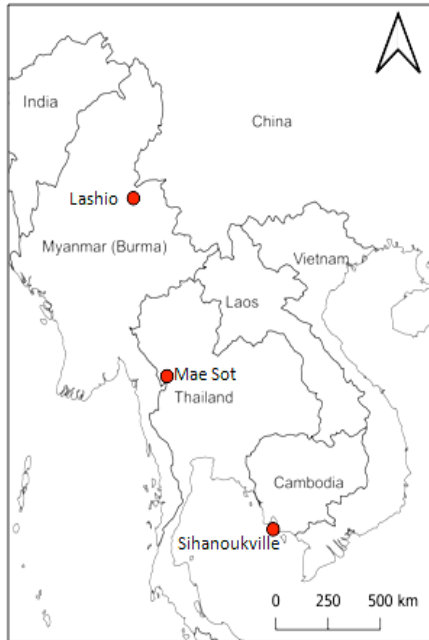 India
China
Lashio
Myanmar (Burma)
Vietnam
Laos
Mae Sot
Thailand
Cambodia
Sihanoukville
0 250 500 km